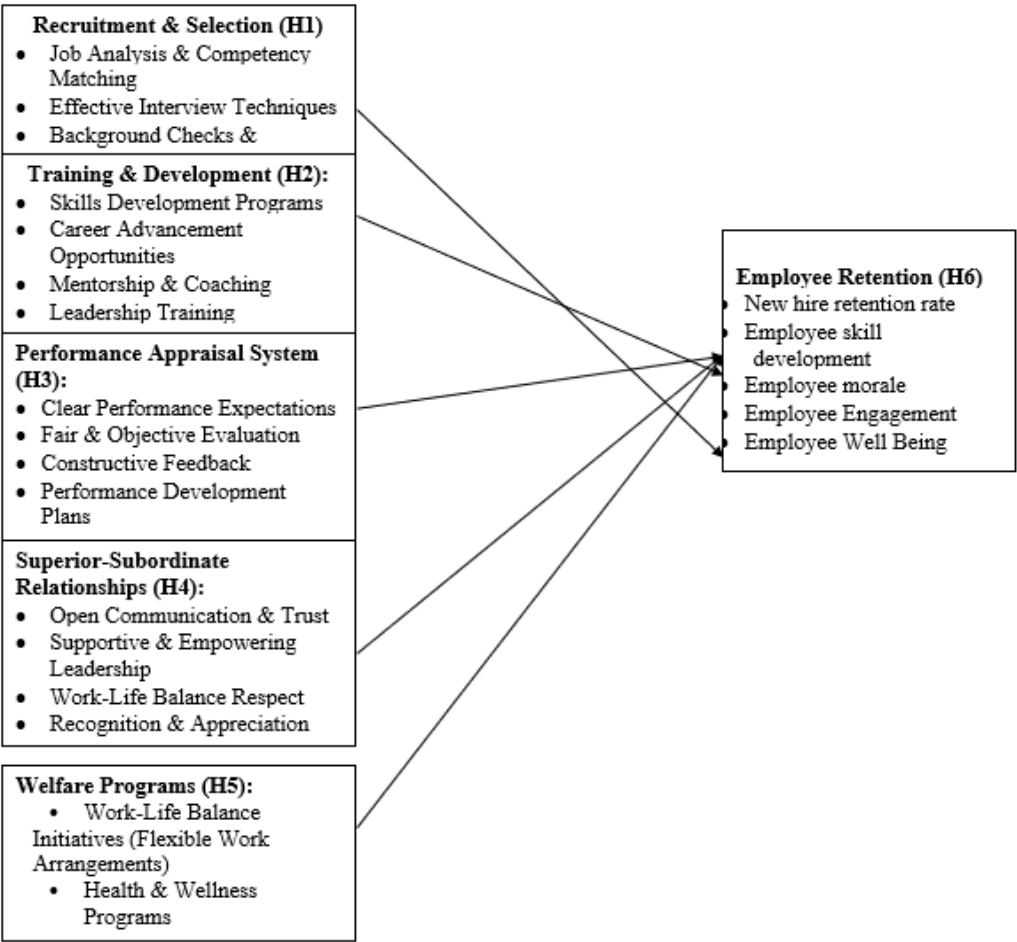 Recruitment & Selection (H1)
• Job Analysis & Competency
Matching
• Effective Interview Techniques
• Background Checks &
Training & Development (H2):
• Skills Development Programs
• Career Advancement
Opportunities
• Mentorship & Coaching
• Leadership Training
Performance Appraisal System
(H3):
• Clear Performance Expectations
• Fair & Objective Evaluation
• Constructive Feedback
• Performance Development
Plans
Superior-Subordinate
Relationships (H4):
• Open Communication & Trust
• Supportive & Empowering
Leadership
• Work-Life Balance Respect
• Recognition & Appreciation
Welfare Programs (H5):
• Work-Life Balance
Initiatives (Flexible Work
Arrangements)
• Health & Wellness
Programs
Employee Retention (H6)
• New hire retention rate
• Employee skill
development
• Employee morale
• Employee Engagement
• Employee Well Being